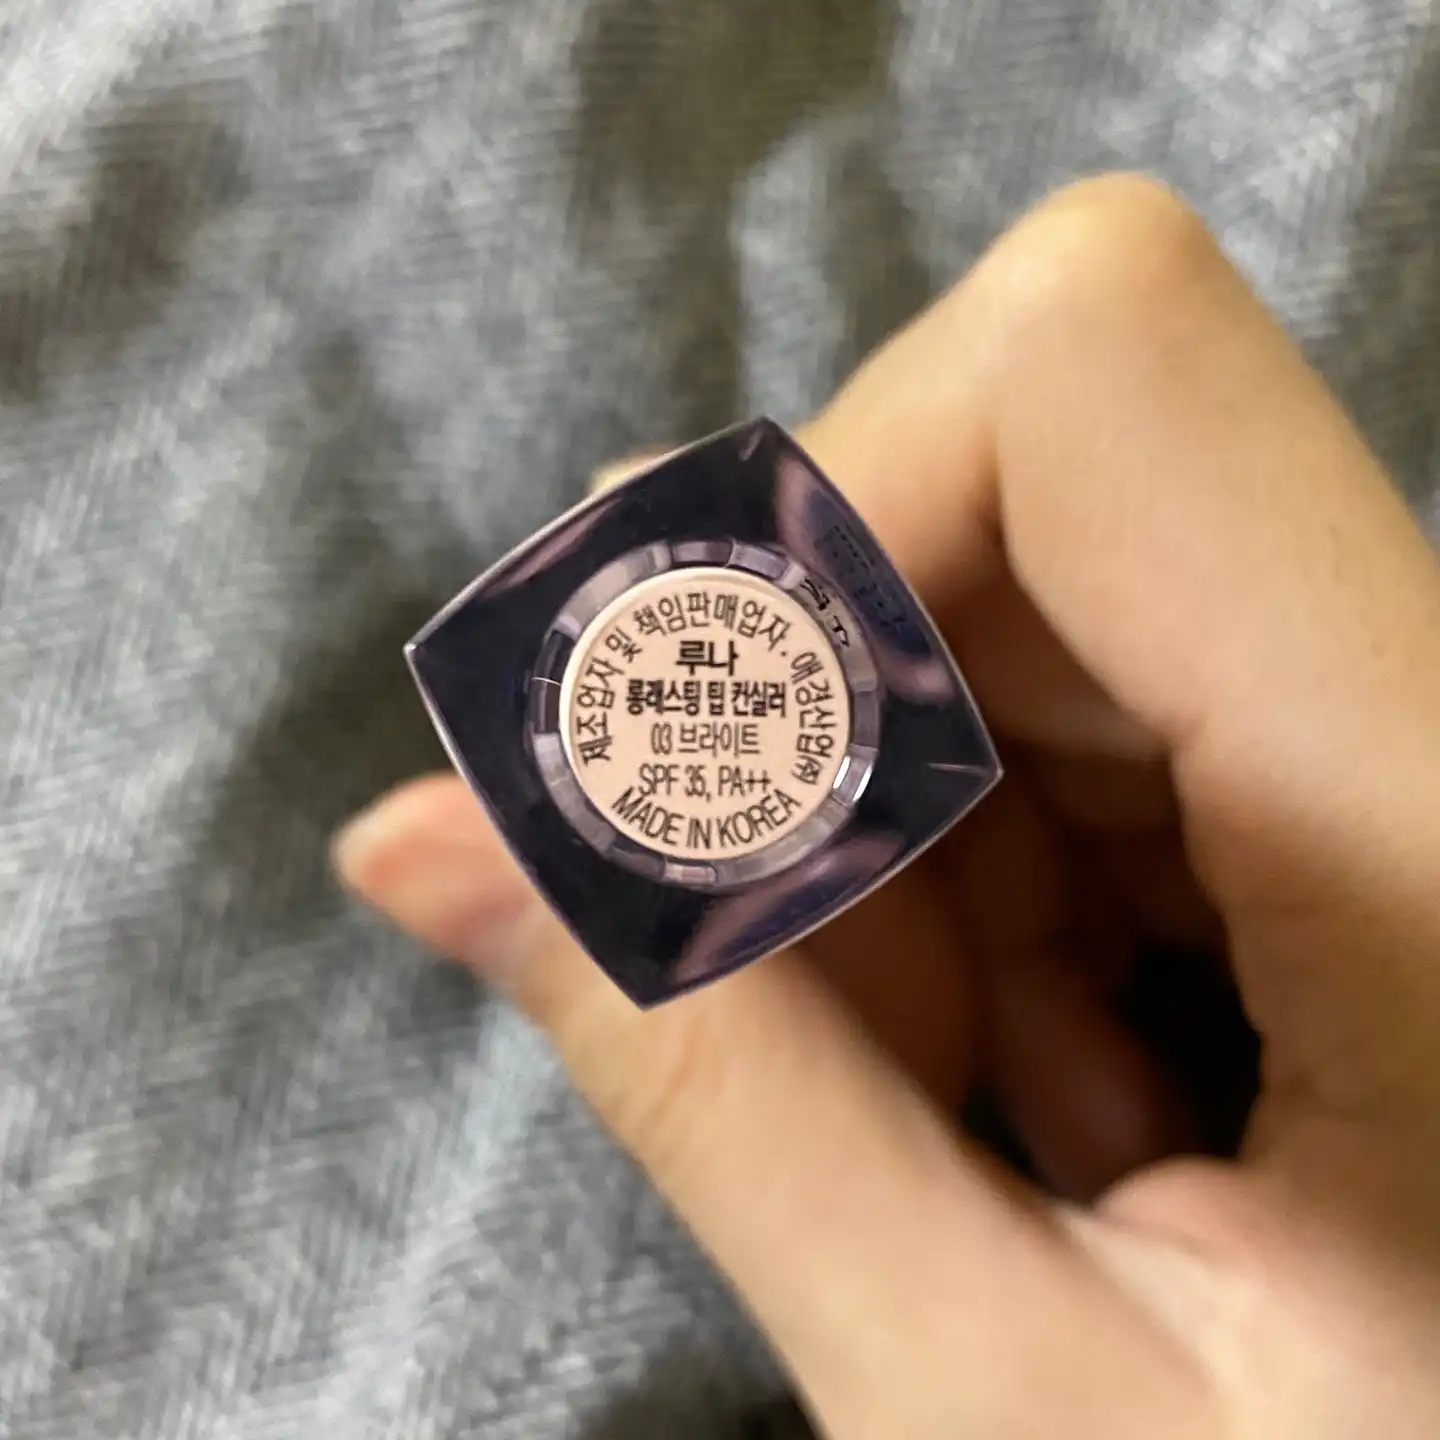 제조업자 및 책임판매업자 · 애경산업㈜
루나
롱래스팅 팁 컨실러
03 브라이트
SPF 35, PA++
MADE IN KOREA